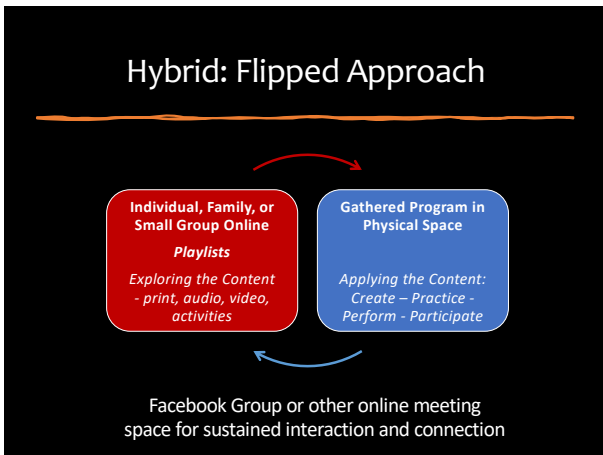 Hybrid: Flipped Approach
Individual, Family, or
Small Group Online
Playlists
Exploring the Content
- print, audio, video,
activities
Gathered Program in
Physical Space
Applying the Content:
Create – Practice -
Perform - Participate
Facebook Group or other online meeting
space for sustained interaction and connection